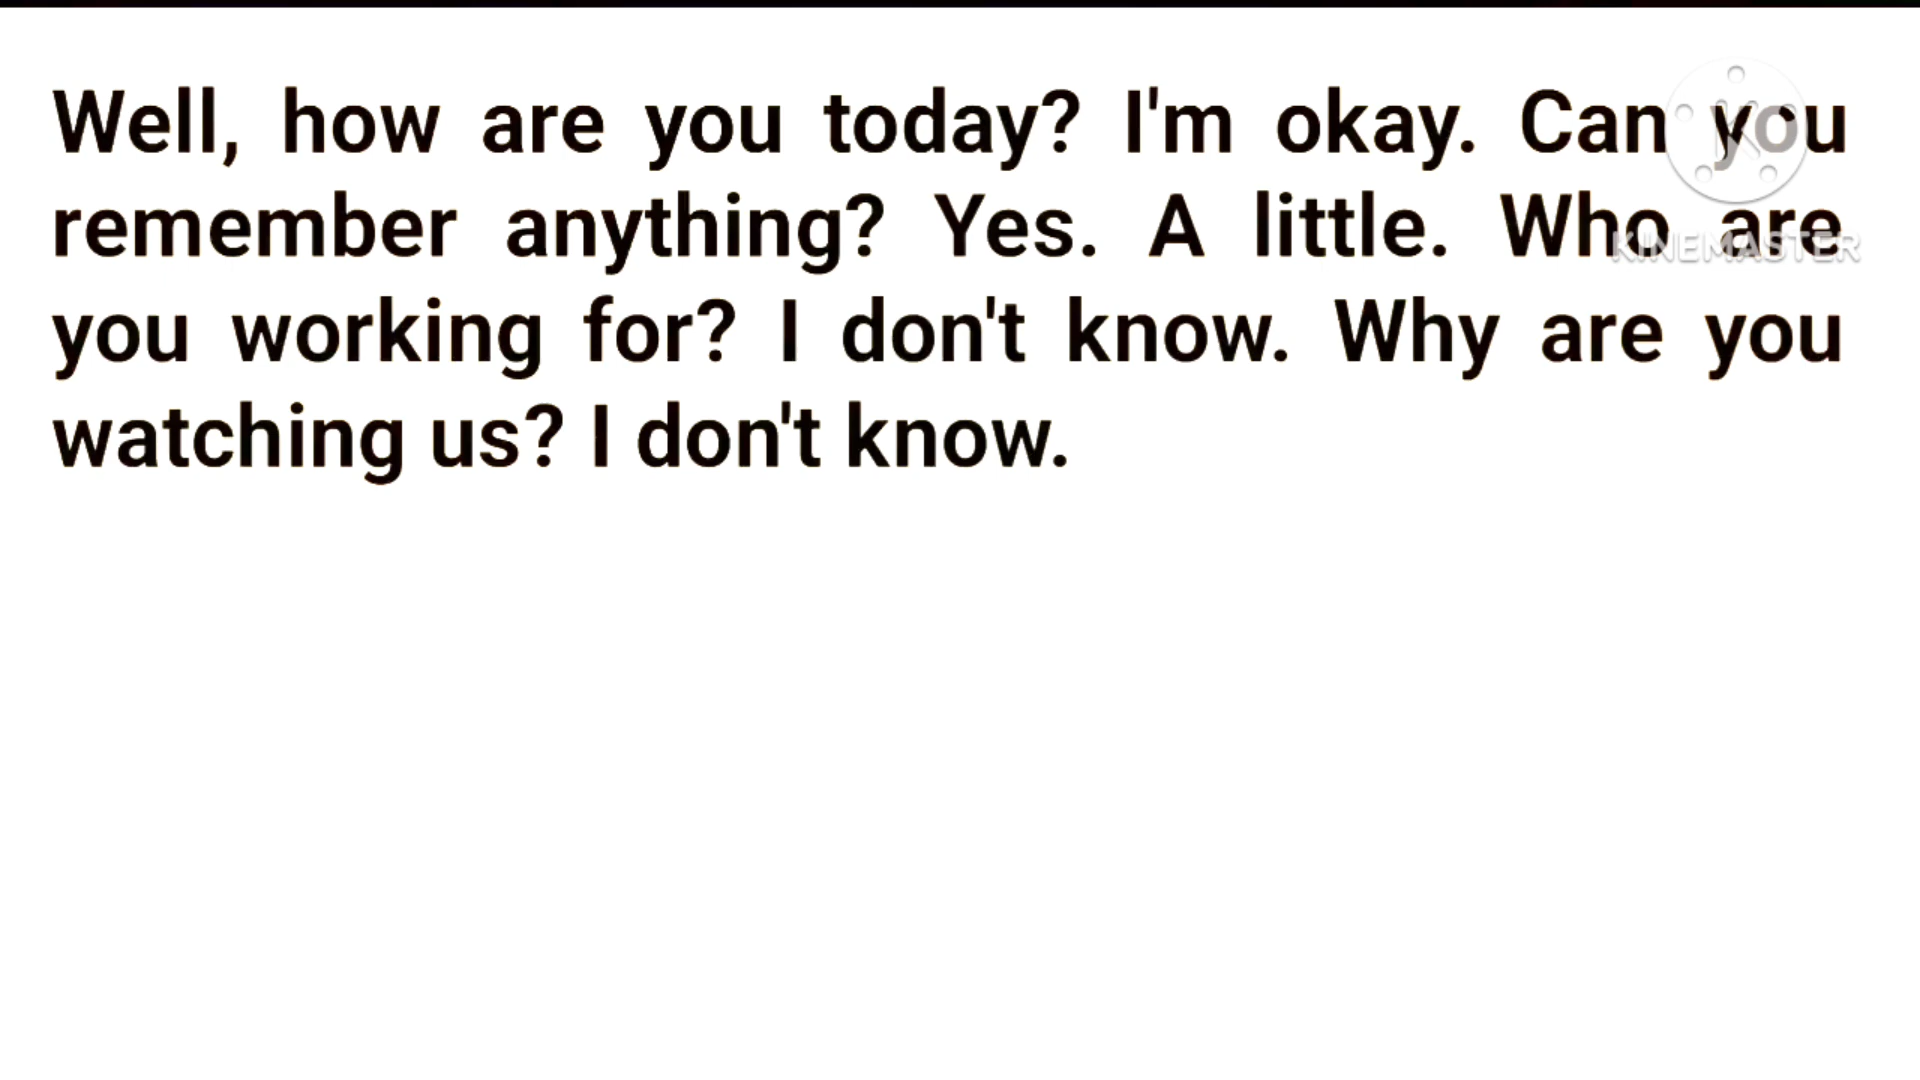 Well, how are you today? I'm okay. Can you
remember anything? Yes. A little. Who are
KINEMASTER
you working for? I don't know. Why are you
watching us? I don't know.